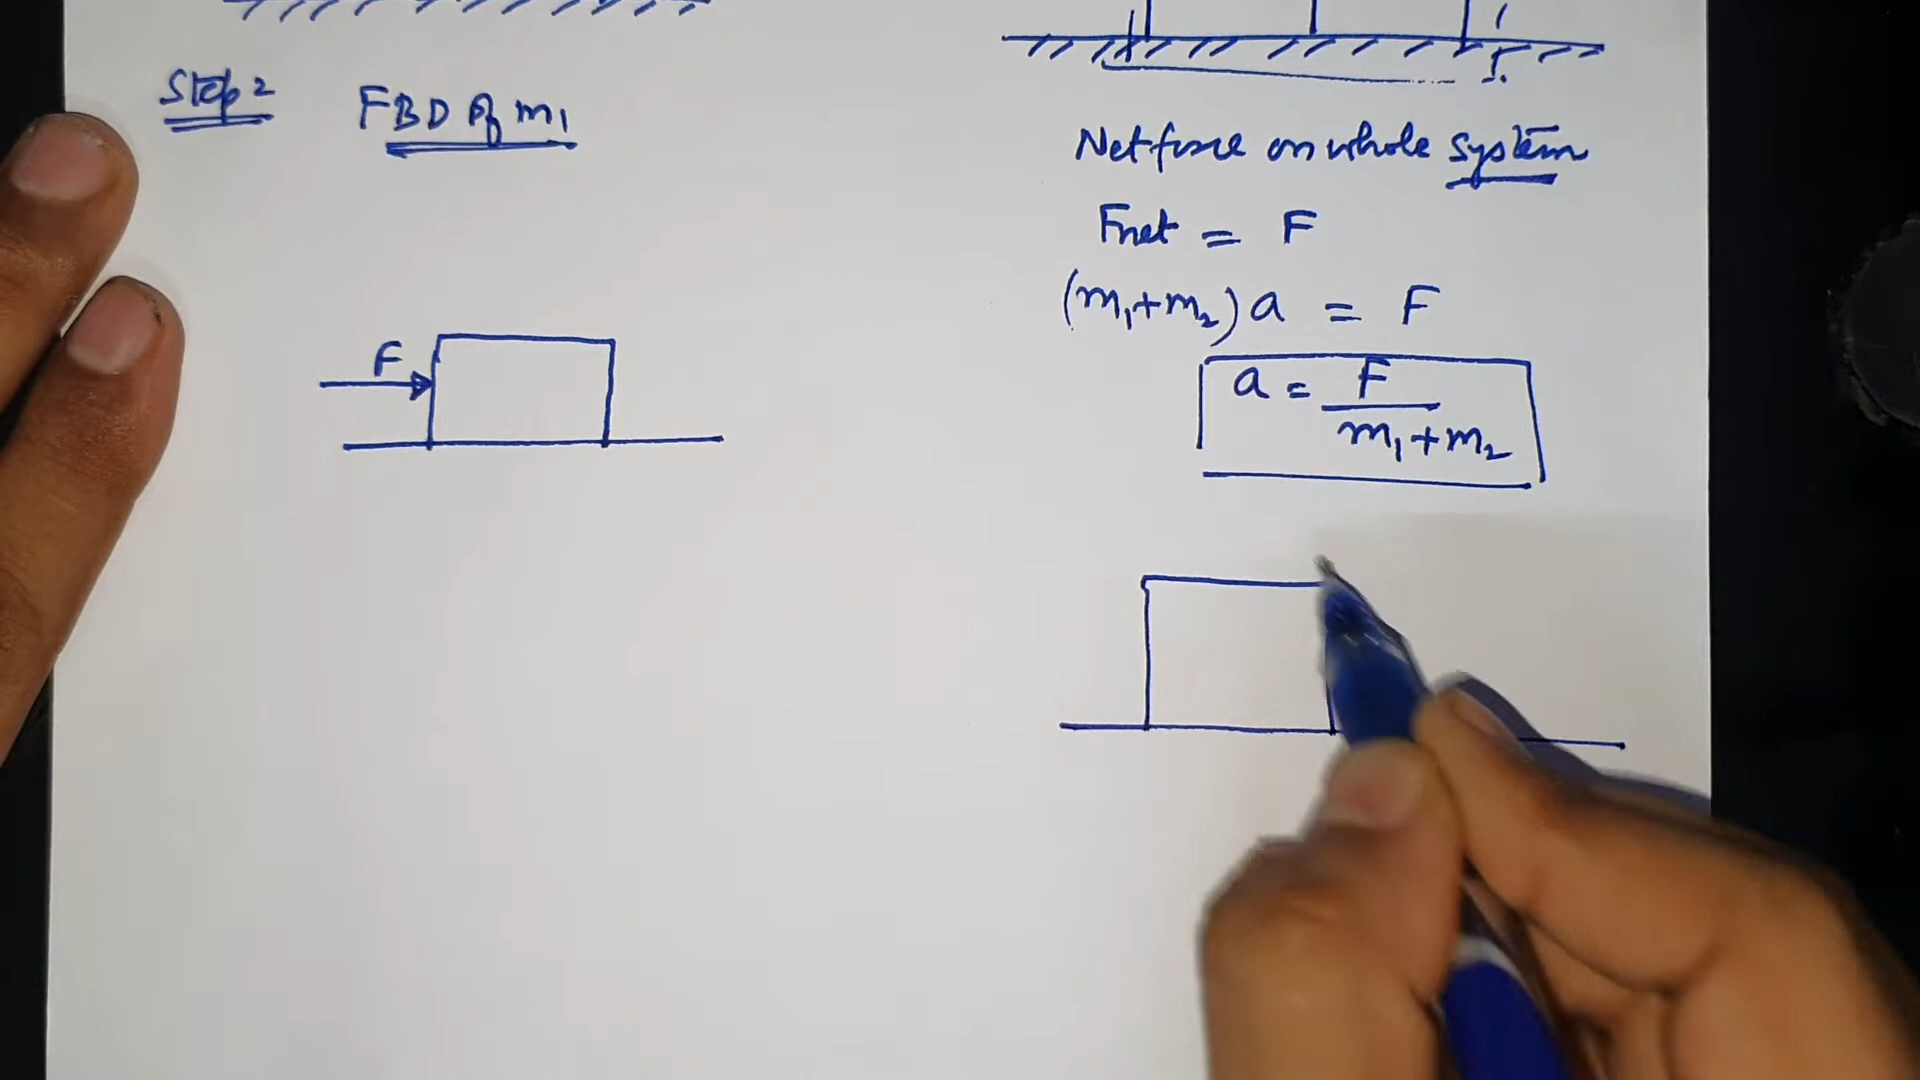 Step 2
FBD of m₁
F
Net force on whole system
Fnet = F
(m₁+m₂) a = F
a = F / m₁+m₂